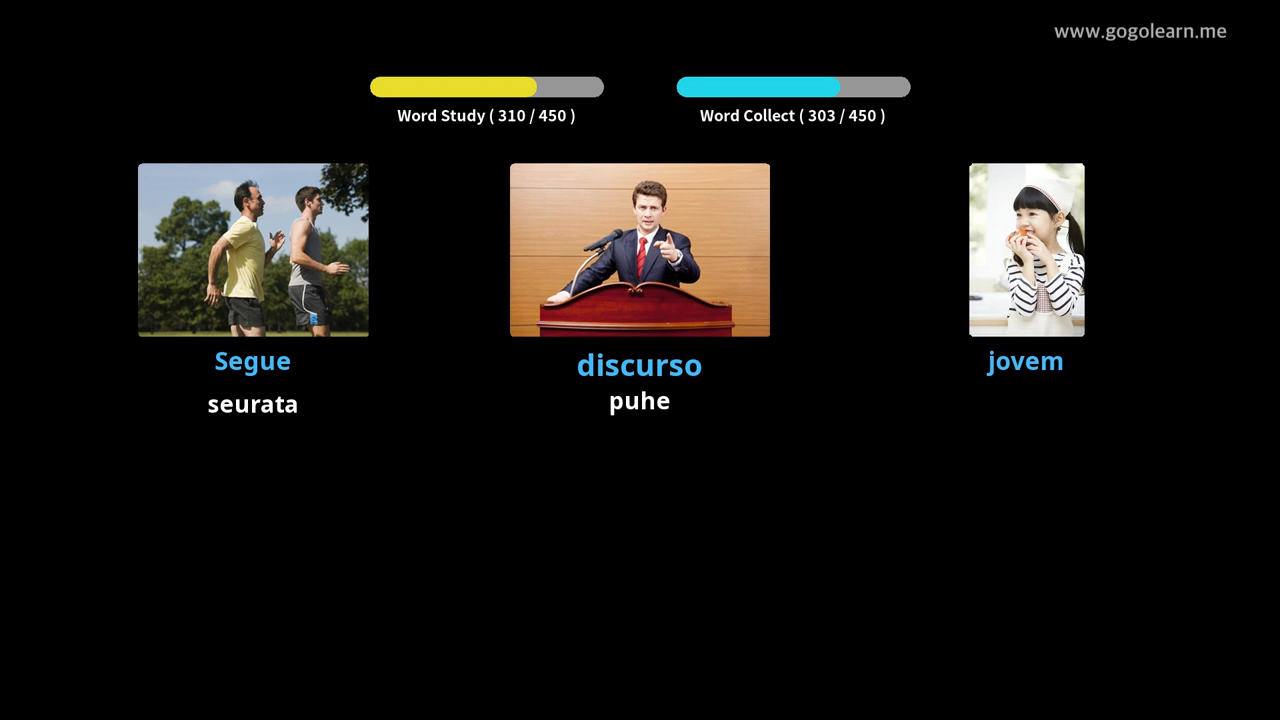 www.gogolearn.me
Word Study ( 310 / 450 )
Word Collect ( 303 / 450 )
Segue
seurata
discurso
puhe
jovem